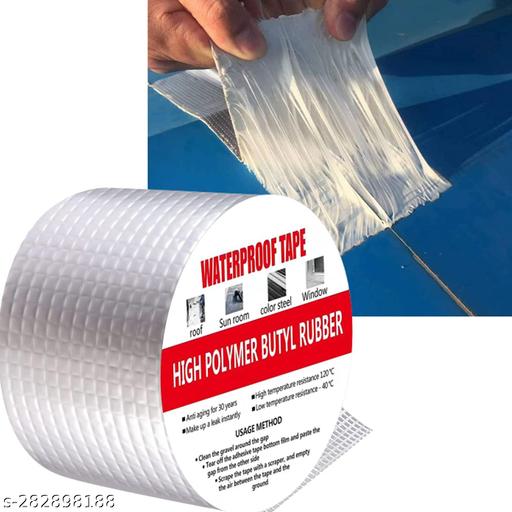 WATERPROOF TAPE
roof
Sun room
color steel
Window
HIGH POLYMER BUTYL RUBBER
■ Anti aging for 30 years
■ Make up a leak instantly
■ High temperature resistance 120℃
■ Low temperature resistance - 40℃
USAGE METHOD
• Clean the gravel around the gap
• Tear off the adhesive tape bottom film and paste the
gap from the other side
• Scrape the tape with a scraper, and empty
the air between the tape and the
ground
s-282898188